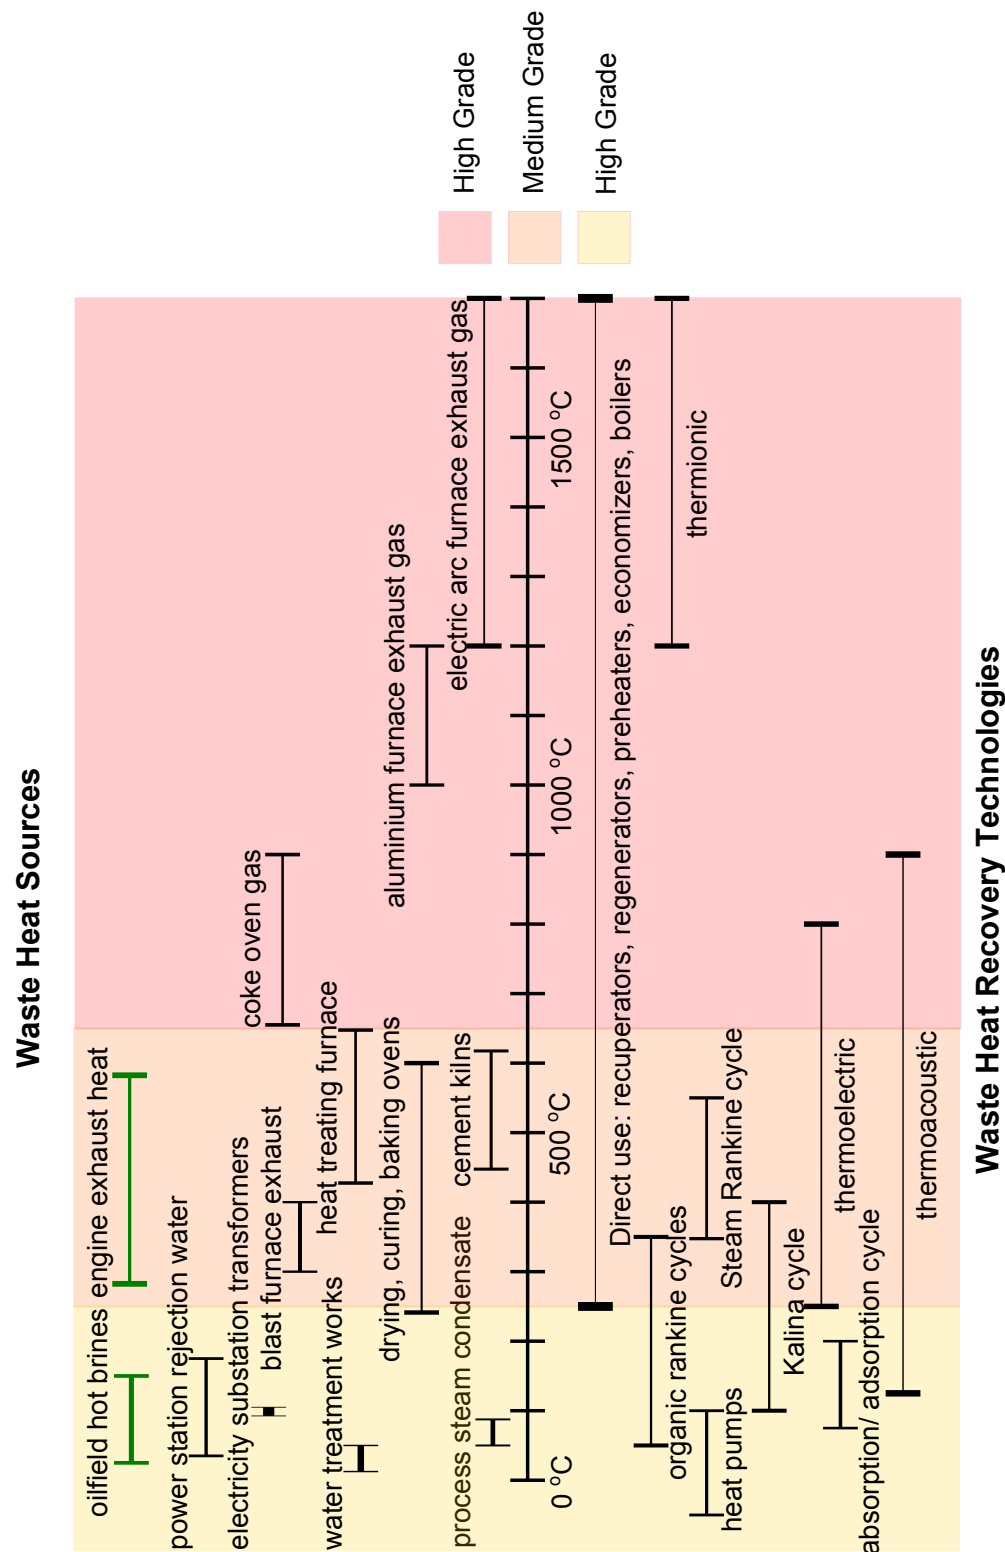 Waste Heat Sources
oilfield hot brines
engine exhaust heat
power station rejection water
electricity substation transformers
coke oven gas
blast furnace exhaust
heat treating furnace
water treatment works
drying, curing, baking ovens
aluminium furnace exhaust gas
process steam condensate
cement kilns
electric arc furnace exhaust gas
0 ºC
500 ºC
1000 ºC
1500 ºC
Direct use: recuperators, regenerators, preheaters, economizers, boilers
organic rankine cycles
thermionic
heat pumps
Steam Rankine cycle
Kalina cycle
thermoelectric
absorption/ adsorption cycle
thermoacoustic
Waste Heat Recovery Technologies
High Grade
Medium Grade
High Grade